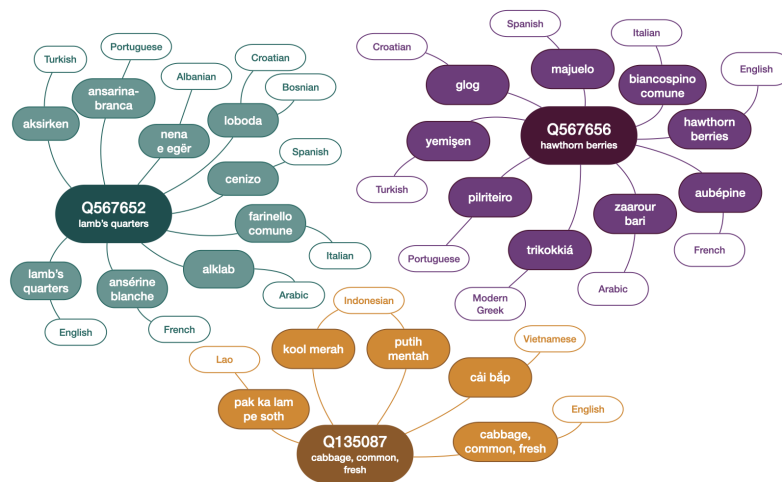 Turkish
Portuguese
Albanian
Croatian
Bosnian
aksirken
ansarina-
branca
nena
e egër
loboda
Spanish
cenizo
Q567652
lamb's quarters
farinello
comune
Italian
lamb's
quarters
ansérine
blanche
alklab
Arabic
English
French
Croatian
Spanish
Italian
English
glog
majuelo
biancospino
comune
Q567656
hawthorn berries
hawthorn
berries
yemişen
Turkish
pilriteiro
Portuguese
trikokkiá
Modern
Greek
zaarour
bari
Arabic
aubépine
French
Indonesian
kool merah
putih
mentah
Lao
pak ka lam
pe soth
Vietnamese
cải bắp
English
Q135087
cabbage, common,
fresh
cabbage,
common, fresh